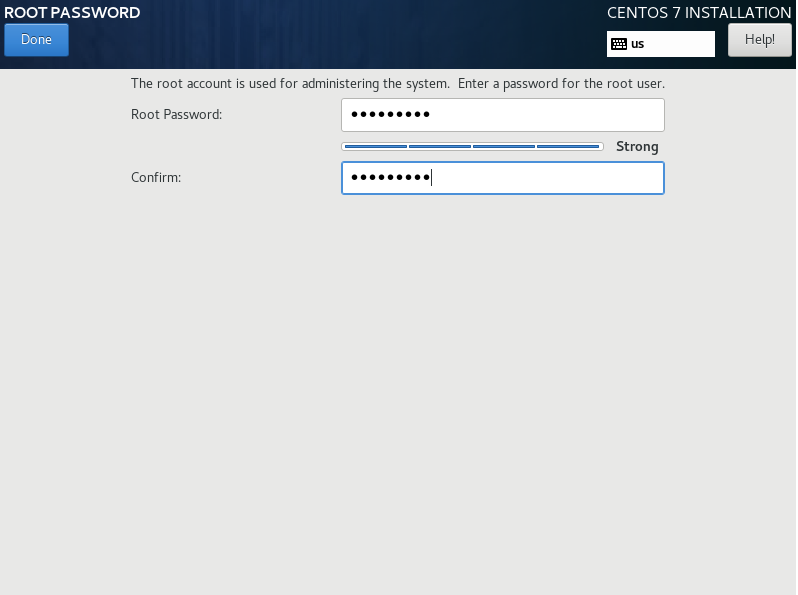 ROOT PASSWORD
CENTOS 7 INSTALLATION
Done
us
Help!
The root account is used for administering the system.  Enter a password for the root user.
Root Password:
●●●●●●●●●
Strong
Confirm:
●●●●●●●●●